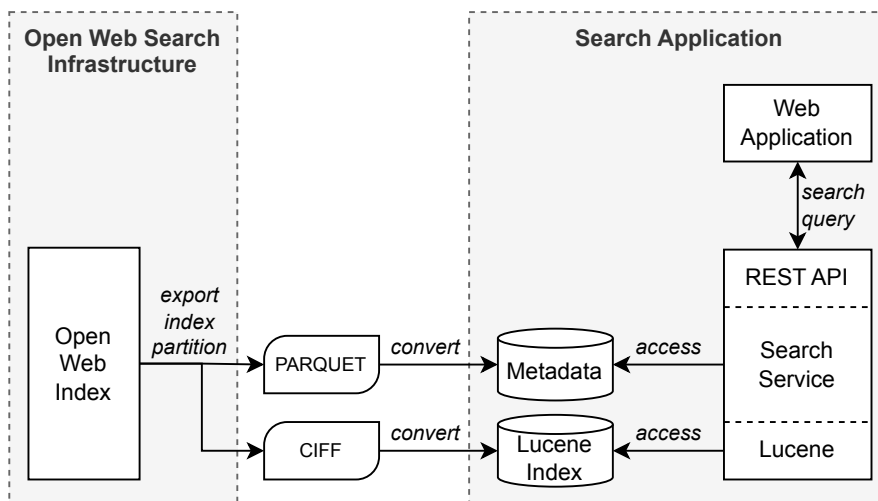 Open Web Search
Infrastructure
Search Application
Web
Application
search
query
REST API
export
index
partition
Open
Web
Index
PARQUET
convert
Metadata
access
Search
Service
CIFF
convert
Lucene
Index
access
Lucene